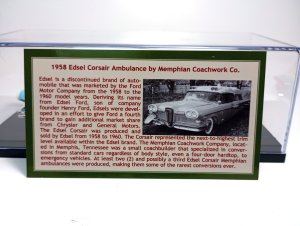 1958 Edsel Corsair Ambulance by Memphian Coachwork Co.
Edsel is a discontinued brand of auto-
mobile that was marketed by the Ford
Motor Company from the 1958 to the
1960 model years. Deriving its name
from Edsel Ford, son of company
founder Henry Ford, Edsels were devel-
oped in an effort to give Ford a fourth
brand to gain additional market share
from Chrysler and General Motors.
The Edsel Corsair was produced and
sold by Edsel from 1958 to 1960. The Corsair represented the next-to-highest trim
level available within the Edsel brand. The Memphian Coachwork Company, locat-
ed in Memphis, Tennessee was a small coachbuilder that specialized in conver-
sions from standard cars regardless of body style, even a four-door hardtop, to
emergency vehicles. At least two (2) and possibly a third Edsel Corsair Memphian
ambulances were produced, making them some of the rarest conversions ever.